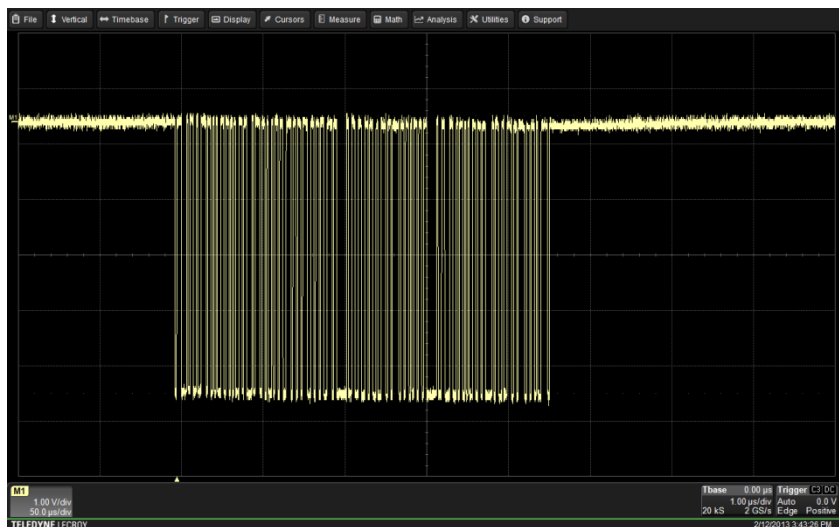 File Vertical Timebase Trigger Display Cursors Measure Math Analysis Utilities Support
M1
M1
1.00 V/div
50.0 µs/div
Tbase 0.00 µs Trigger C3 DC
1.00 µs/div Auto 0.0 V
20 kS 2 GS/s Edge Positive
TELEDYNE LECROY 2/12/2013 3:43:26 PM